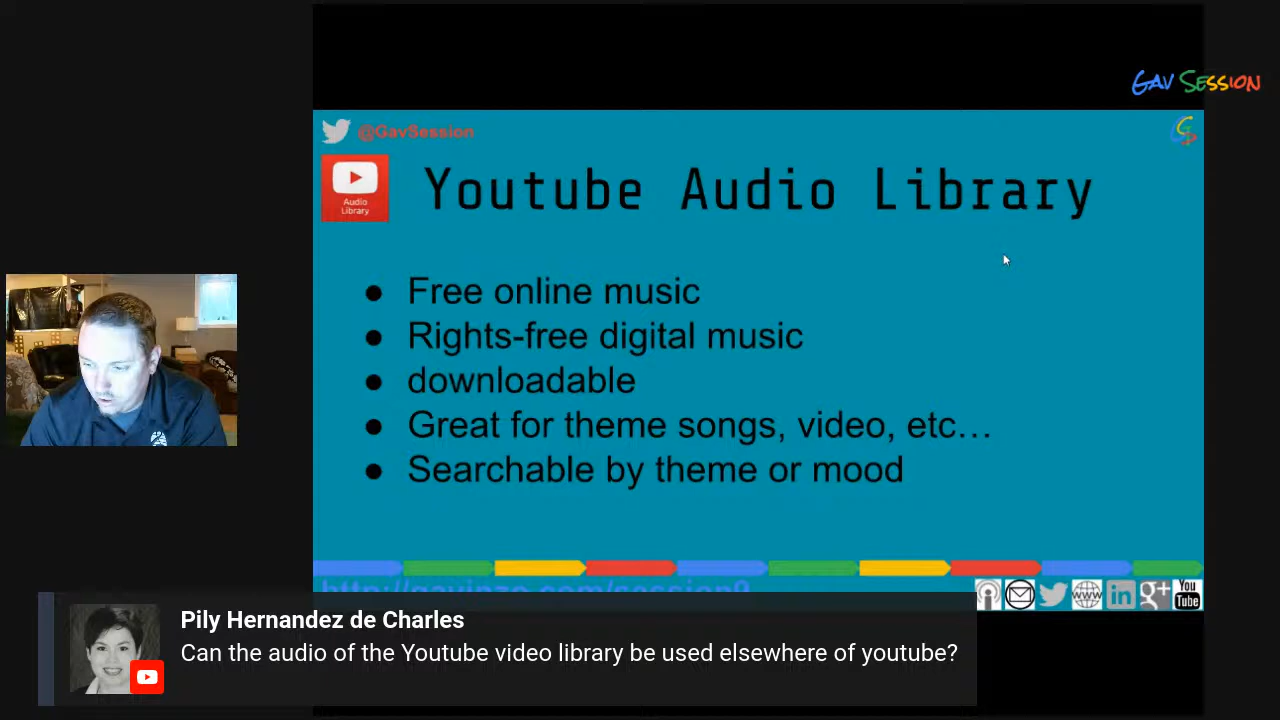 GAV SESSION
@GavSession
Audio
Library
Youtube Audio Library
● Free online music
● Rights-free digital music
● downloadable
● Great for theme songs, video, etc…
● Searchable by theme or mood
www
in
g+
You
Tube
Pily Hernandez de Charles
Can the audio of the Youtube video library be used elsewhere of youtube?